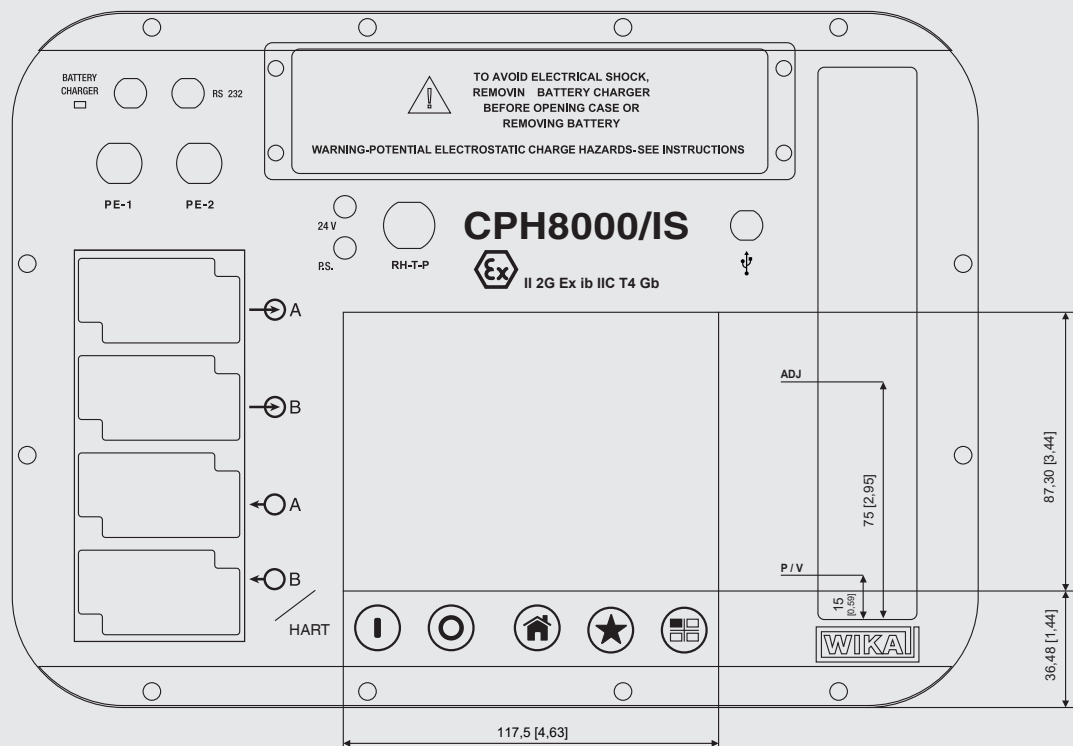 BATTERY
CHARGER
RS 232
TO AVOID ELECTRICAL SHOCK,
REMOVIN BATTERY CHARGER
BEFORE OPENING CASE OR
REMOVING BATTERY
WARNING-POTENTIAL ELECTROSTATIC CHARGE HAZARDS-SEE INSTRUCTIONS
PE-1
PE-2
24 V
P.S.
RH-T-P
CPH8000/IS
Ex
II 2G Ex ib IIC T4 Gb
A
B
A
B
HART
ADJ
75 [2,95]
P / V
15
[0,59]
87,30 [3,44]
36,48 [1,44]
WIKA
117,5 [4,63]